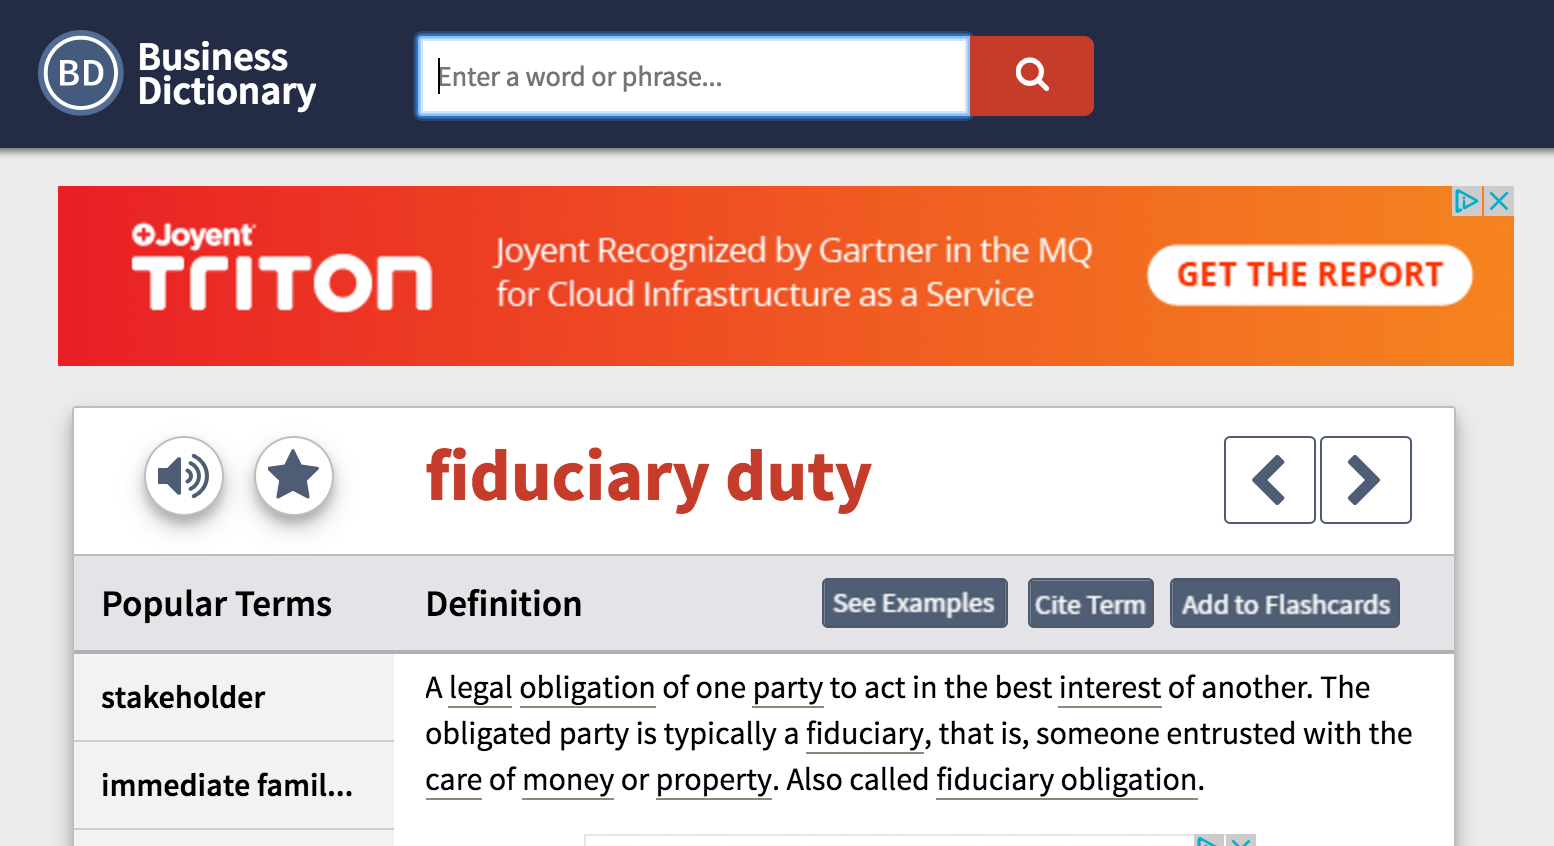 BD
Business
Dictionary
Enter a word or phrase...
Joyent
TRITON
Joyent Recognized by Gartner in the MQ
for Cloud Infrastructure as a Service
GET THE REPORT
fiduciary duty
Popular Terms
Definition
See Examples
Cite Term
Add to Flashcards
stakeholder
immediate famil...
A legal obligation of one party to act in the best interest of another. The
obligated party is typically a fiduciary, that is, someone entrusted with the
care of money or property. Also called fiduciary obligation.